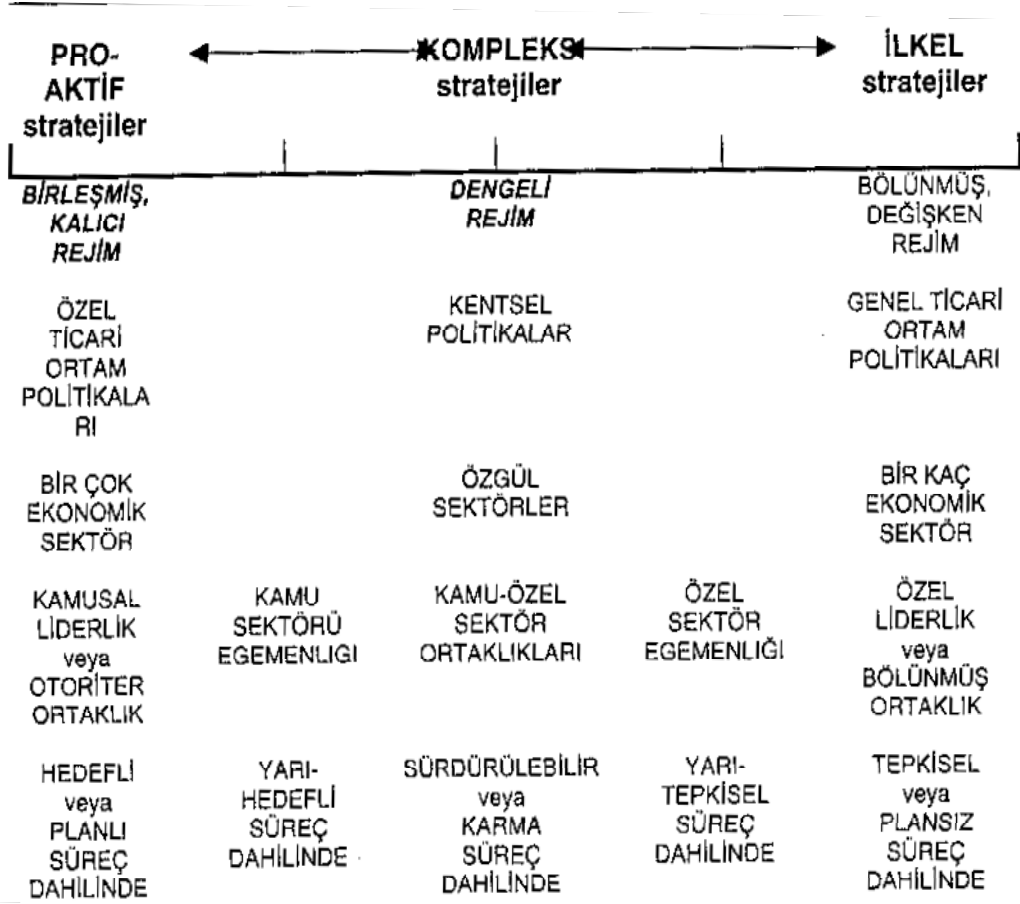 PRO-
AKTİF
stratejiler
KOMPLEKS
stratejiler
İLKEL
stratejiler
BİRLEŞMİŞ,
KALICI
REJİM
DENGELİ
REJİM
BÖLÜNMÜŞ,
DEĞİŞKEN
REJİM
ÖZEL
TİCARİ
ORTAM
POLİTİKALA
RI
KENTSEL
POLİTİKALAR
GENEL TİCARİ
ORTAM
POLİTİKALARI
BİR ÇOK
EKONOMİK
SEKTÖR
ÖZGÜL
SEKTÖRLER
BİR KAÇ
EKONOMİK
SEKTÖR
KAMUSAL
LİDERLİK
veya
OTORİTER
ORTAKLIK
KAMU
SEKTÖRÜ
EGEMENLIGI
KAMU-ÖZEL
SEKTÖR
ORTAKLIKLARI
ÖZEL
SEKTÖR
EGEMENLIĞİ
ÖZEL
LİDERLİK
veya
BÖLÜNMÜŞ
ORTAKLIK
HEDEFLİ
veya
PLANLI
SÜREÇ
DAHİLİNDE
YARI-
HEDEFLİ
SÜREÇ
DAHİLİNDE
SÜRDÜRÜLEBİLİR
veya
KARMA
SÜREÇ
DAHİLİNDE
YARI-
TEPKİSEL
SÜREÇ
DAHİLİNDE
TEPKİSEL
veya
PLANSIZ
SÜREÇ
DAHİLİNDE